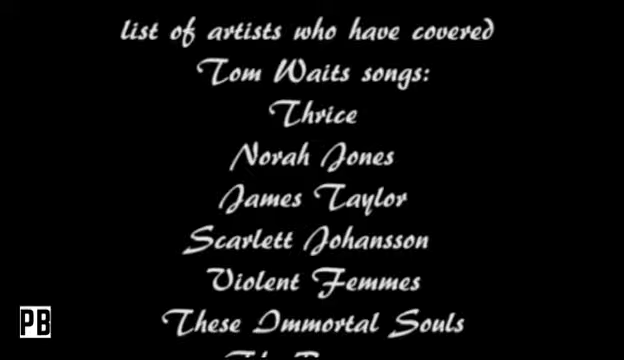 list of artists who have covered
Tom Waits songs:
Thrice
Norah Jones
James Taylor
Scarlett Johansson
Violent Femmes
These Immortal Souls
PB